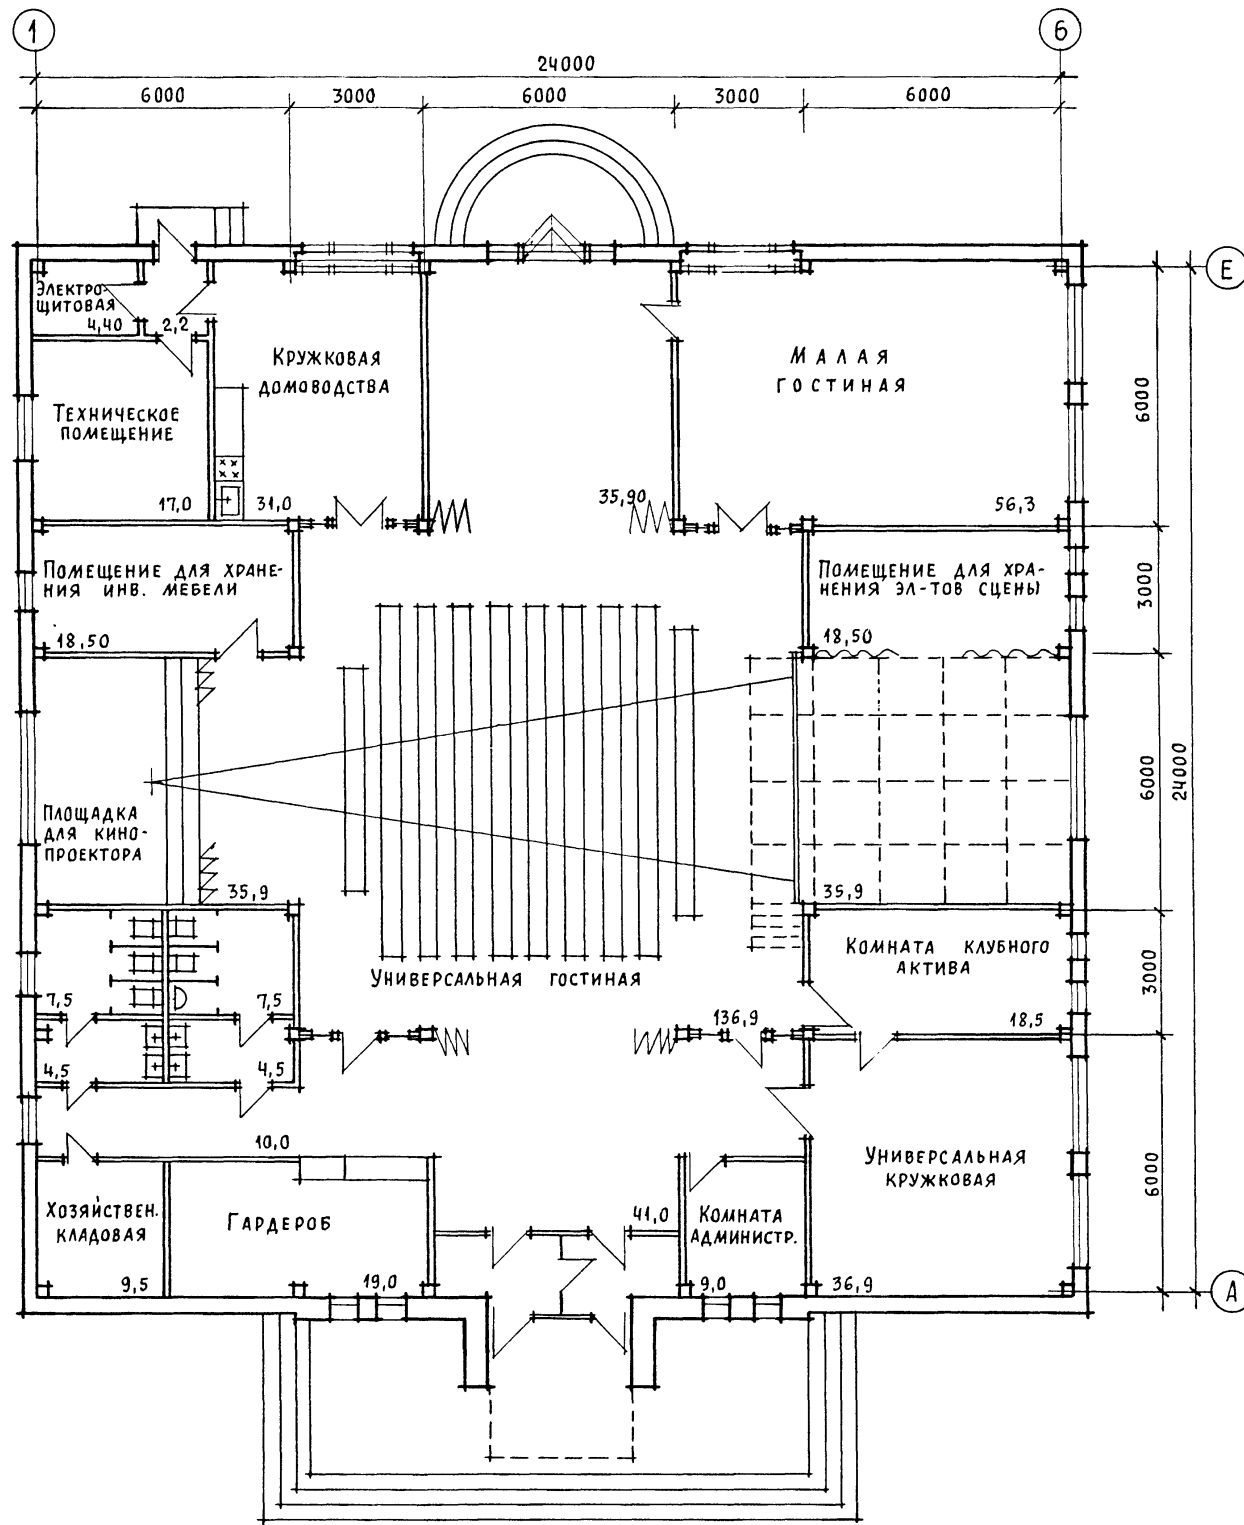 1
6
24000
6000
3000
6000
3000
6000
Е
Электро-
щитовая
4,40
2,2
Кружковая
домоводства
Малая
гостиная
6000
Техническое
помещение
17,0
31,0
35,90
56,3
Помещение для хране-
ния инв. мебели
18,50
Помещение для хра-
нения эл-тов сцены
18,50
3000
6000
24000
Площадка
для кино-
проектора
35,9
35,9
Универсальная гостиная
136,9
Комната клубного
актива
18,5
3000
7,5
7,5
4,5
4,5
10,0
Универсальная
кружковая
36,9
6000
Хозяйствен.
кладовая
9,5
Гардероб
19,0
41,0
Комната
администр.
9,0
А